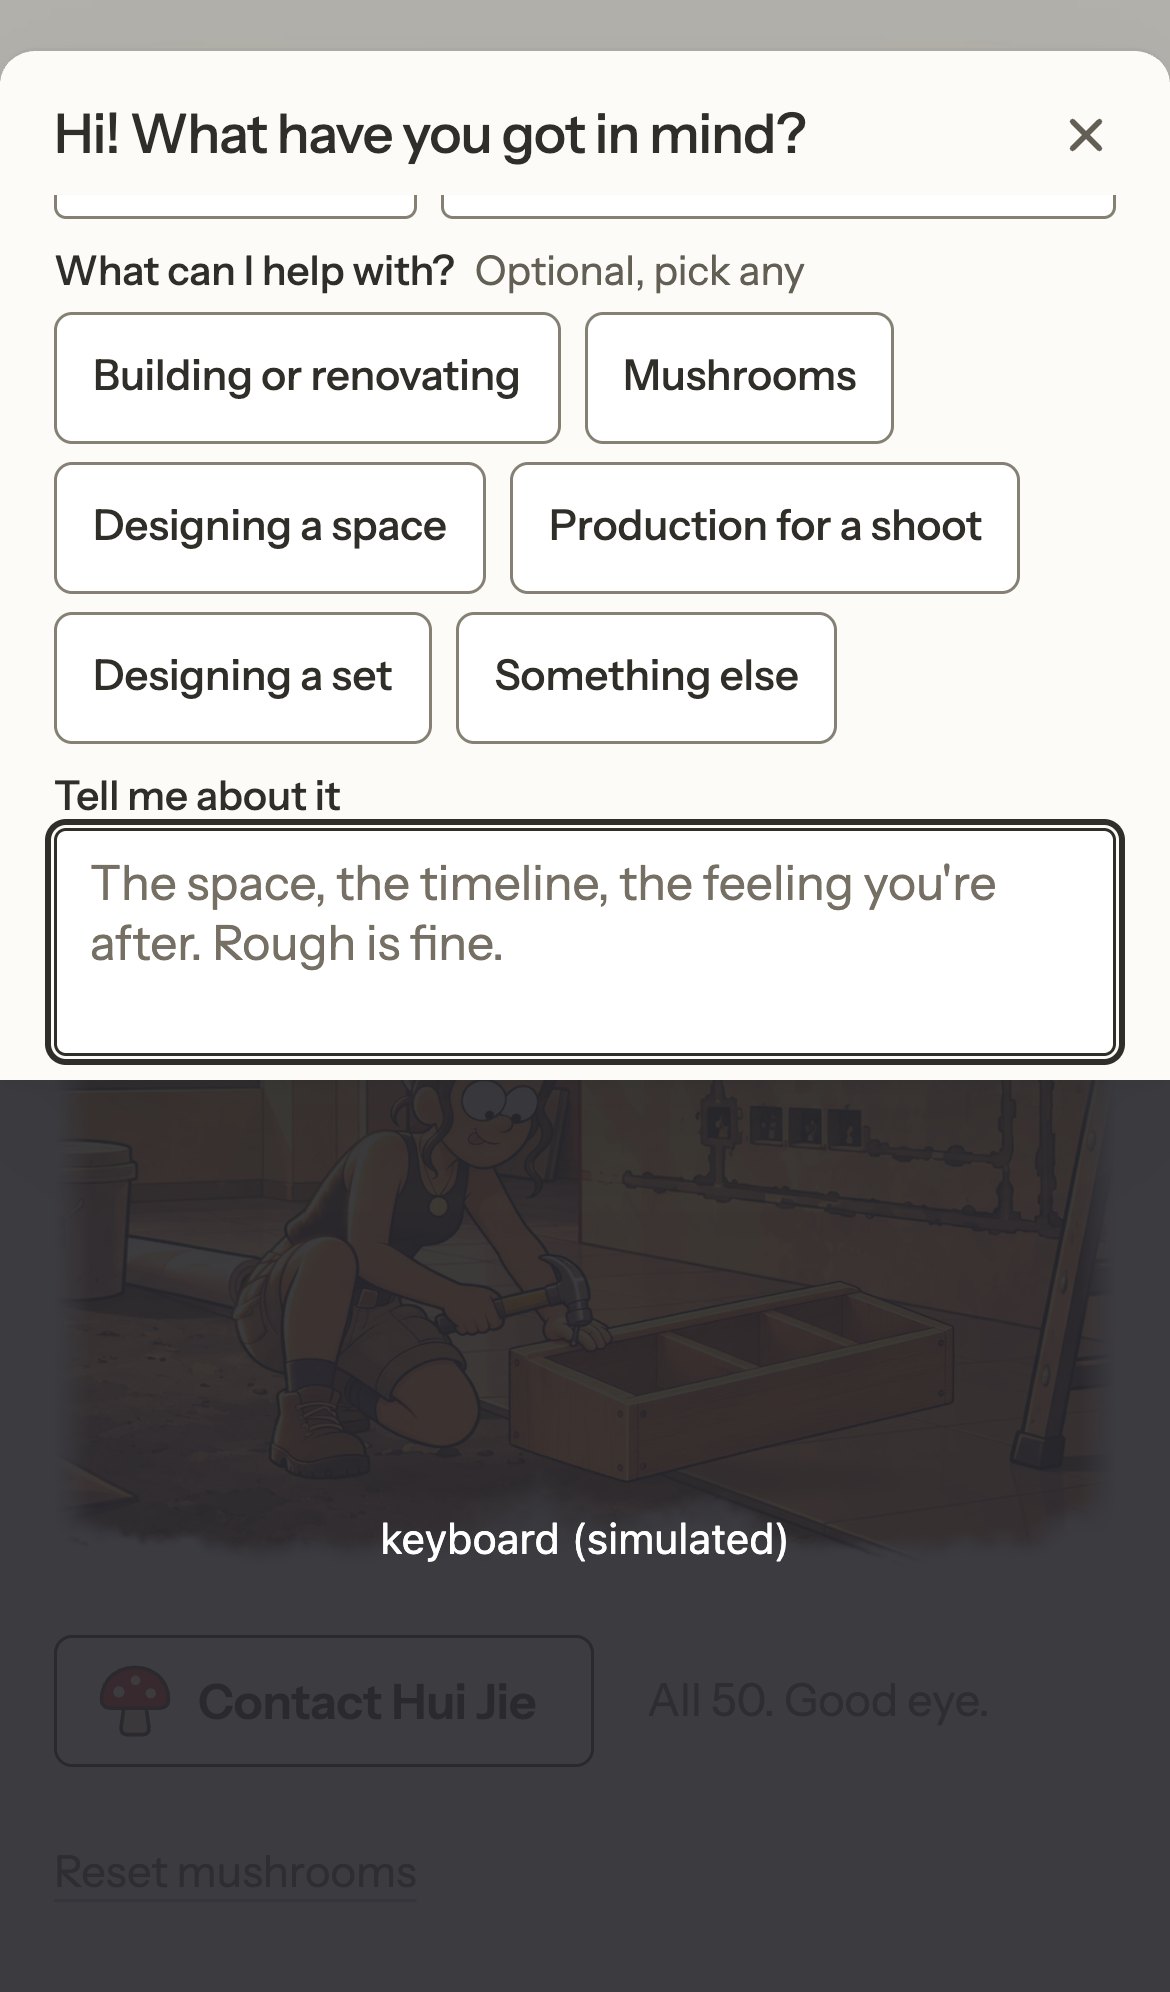 Hi! What have you got in mind?
What can I help with? Optional, pick any
Building or renovating
Mushrooms
Designing a space
Production for a shoot
Designing a set
Something else
Tell me about it
The space, the timeline, the feeling you're
after. Rough is fine.
keyboard (simulated)
Contact Hui Jie
All 50. Good eye.
Reset mushrooms